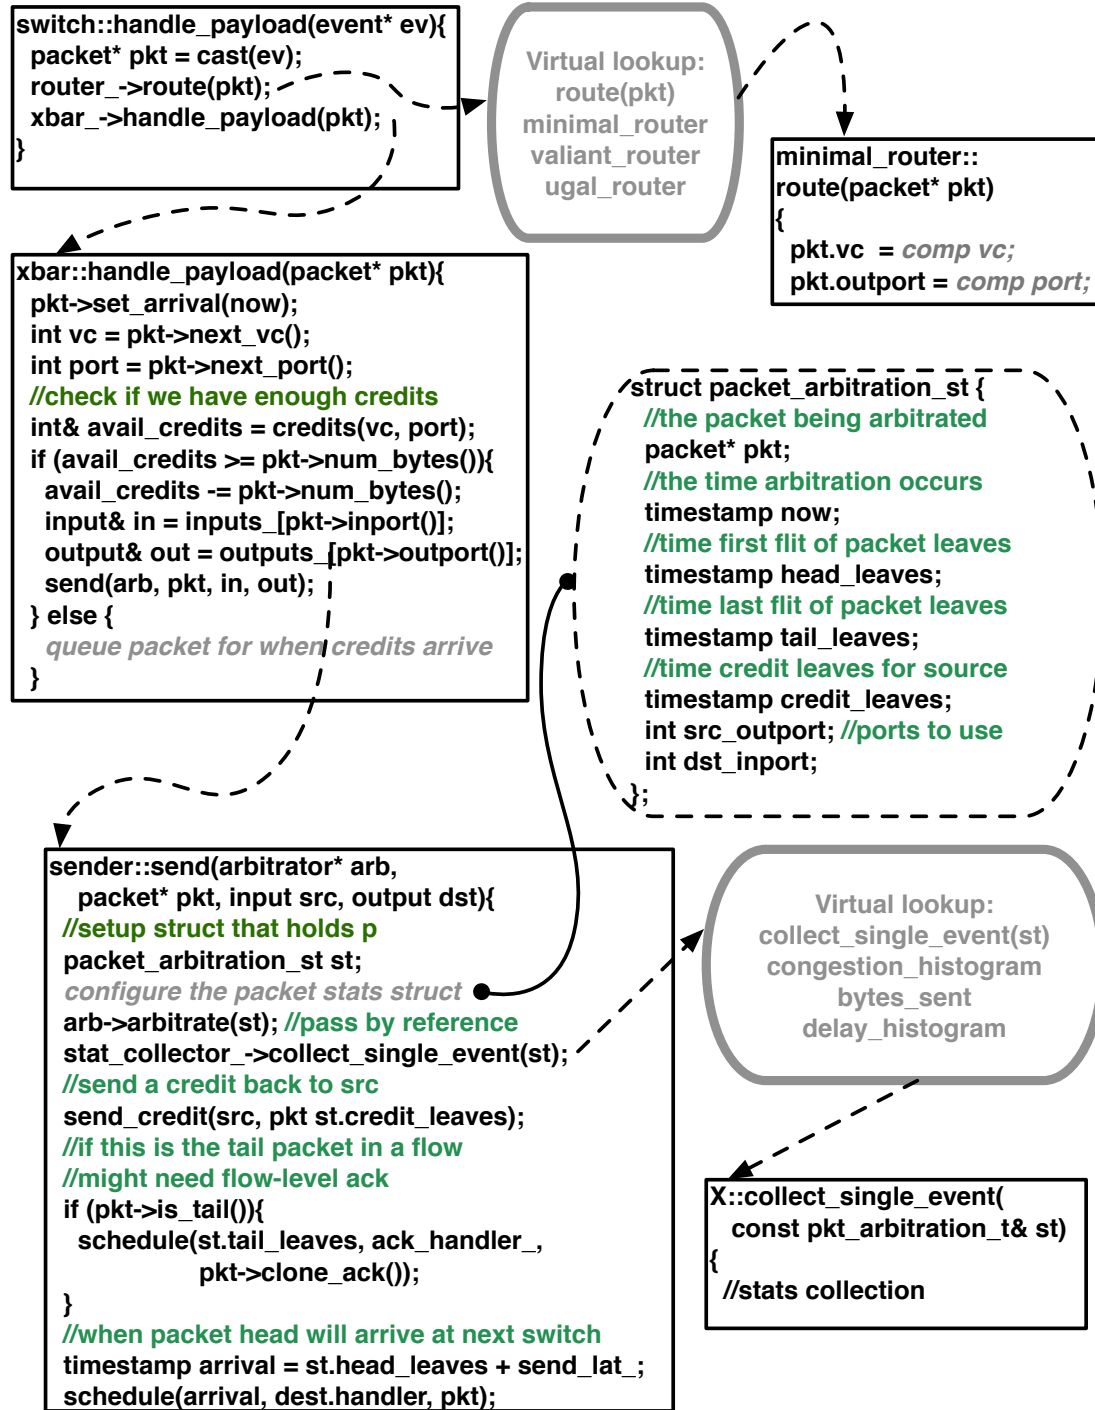 switch::handle_payload(event* ev){
packet* pkt = cast(ev);
router_->route(pkt);
xbar_->handle_payload(pkt);
}
Virtual lookup:
route(pkt)
minimal_router
valiant_router
ugal_router
minimal_router::
route(packet* pkt)
{
pkt.vc = comp vc;
pkt.outport = comp port;
xbar::handle_payload(packet* pkt){
pkt->set_arrival(now);
int vc = pkt->next_vc();
int port = pkt->next_port();
//check if we have enough credits
int& avail_credits = credits(vc, port);
if (avail_credits >= pkt->num_bytes()){
avail_credits -= pkt->num_bytes();
input& in = inputs_[pkt->inport()];
output& out = outputs_[pkt->outport()];
send(arb, pkt, in, out);
} else {
queue packet for when credits arrive
}
struct packet_arbitration_st {
//the packet being arbitrated
packet* pkt;
//the time arbitration occurs
timestamp now;
//time first flit of packet leaves
timestamp head_leaves;
//time last flit of packet leaves
timestamp tail_leaves;
//time credit leaves for source
timestamp credit_leaves;
int src_outport; //ports to use
int dst_inport;
};
sender::send(arbitrator* arb,
packet* pkt, input src, output dst){
//setup struct that holds p
packet_arbitration_st st;
configure the packet stats struct
arb->arbitrate(st); //pass by reference
stat_collector_->collect_single_event(st);
//send a credit back to src
send_credit(src, pkt st.credit_leaves);
//if this is the tail packet in a flow
//might need flow-level ack
if (pkt->is_tail()){
schedule(st.tail_leaves, ack_handler_,
pkt->clone_ack());
}
//when packet head will arrive at next switch
timestamp arrival = st.head_leaves + send_lat_;
schedule(arrival, dest.handler, pkt);
Virtual lookup:
collect_single_event(st)
congestion_histogram
bytes_sent
delay_histogram
X::collect_single_event(
const pkt_arbitration_t& st)
{
//stats collection